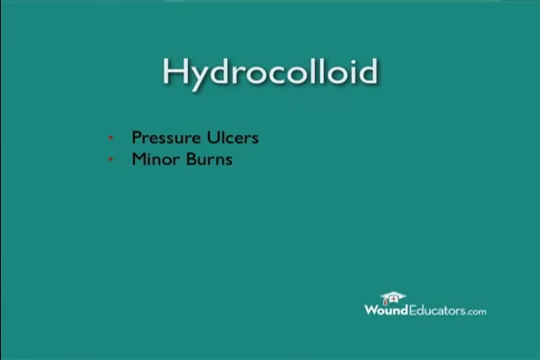 Hydrocolloid
• Pressure Ulcers
• Minor Burns
WoundEducators.com